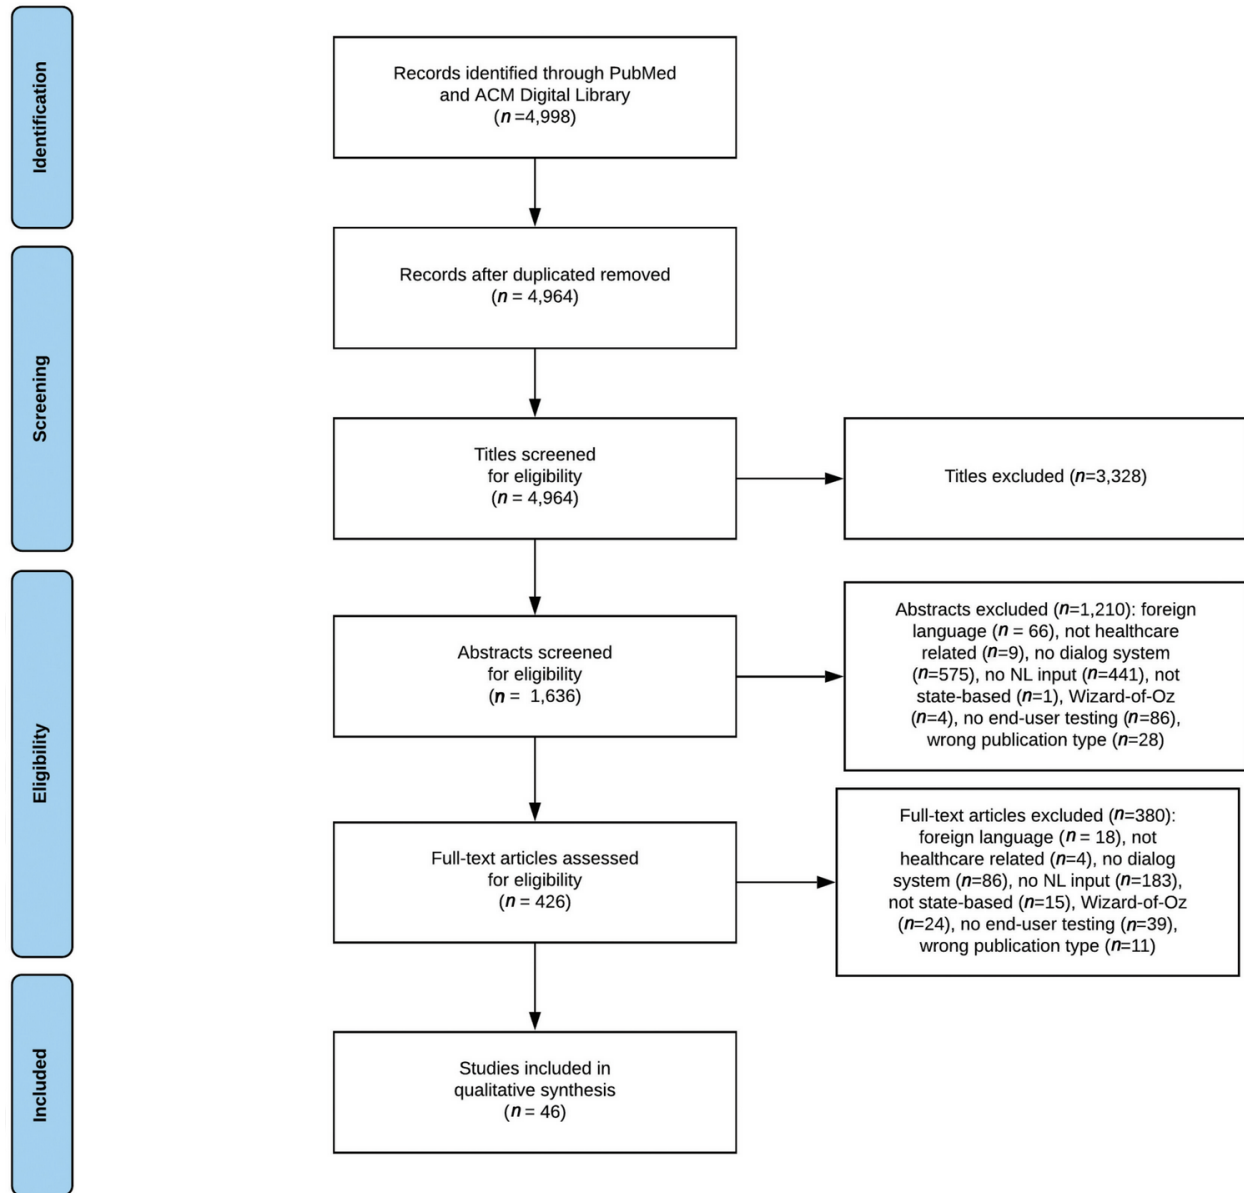 Identification
Records identified through PubMed
and ACM Digital Library
(n =4,998)
Screening
Records after duplicated removed
(n = 4,964)
Titles screened
for eligibility
(n = 4,964)
Titles excluded (n=3,328)
Eligibility
Abstracts screened
for eligibility
(n = 1,636)
Abstracts excluded (n=1,210): foreign
language (n = 66), not healthcare
related (n=9), no dialog system
(n=575), no NL input (n=441), not
state-based (n=1), Wizard-of-Oz
(n=4), no end-user testing (n=86),
wrong publication type (n=28)
Full-text articles assessed
for eligibility
(n = 426)
Full-text articles excluded (n=380):
foreign language (n = 18), not
healthcare related (n=4), no dialog
system (n=86), no NL input (n=183),
not state-based (n=15), Wizard-of-Oz
(n=24), no end-user testing (n=39),
wrong publication type (n=11)
Included
Studies included in
qualitative synthesis
(n = 46)